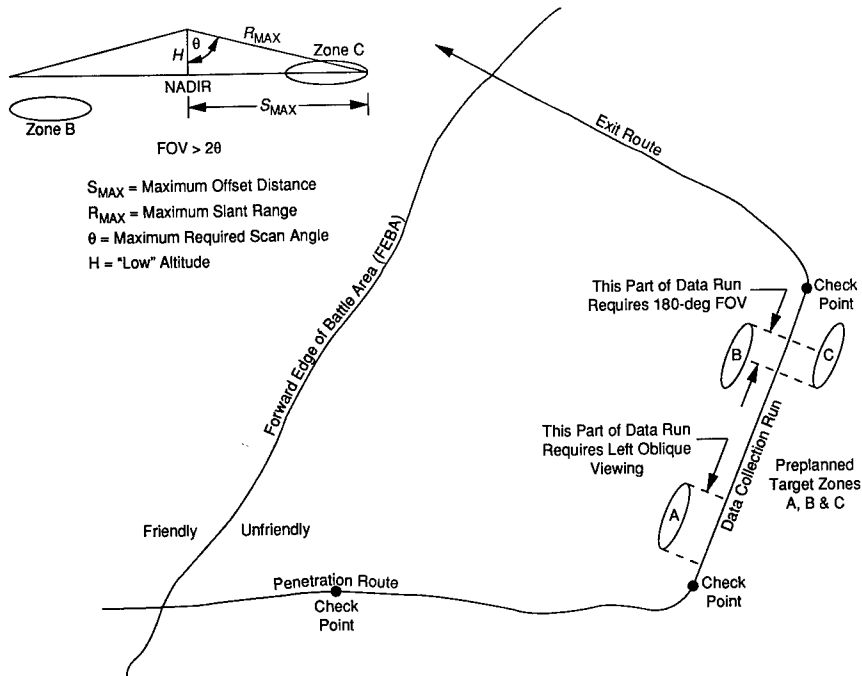 H
θ
R_MAX
Zone C
NADIR
S_MAX
Zone B
FOV > 2θ
S_MAX = Maximum Offset Distance
R_MAX = Maximum Slant Range
θ = Maximum Required Scan Angle
H = "Low" Altitude
Exit Route
Forward Edge of Battle Area (FEBA)
This Part of Data Run
Requires 180-deg FOV
Check
Point
B
C
This Part of Data Run
Requires Left Oblique
Viewing
Data Collection Run
Preplanned
Target Zones
A, B & C
A
Friendly
Unfriendly
Penetration Route
Check
Point
Check
Point